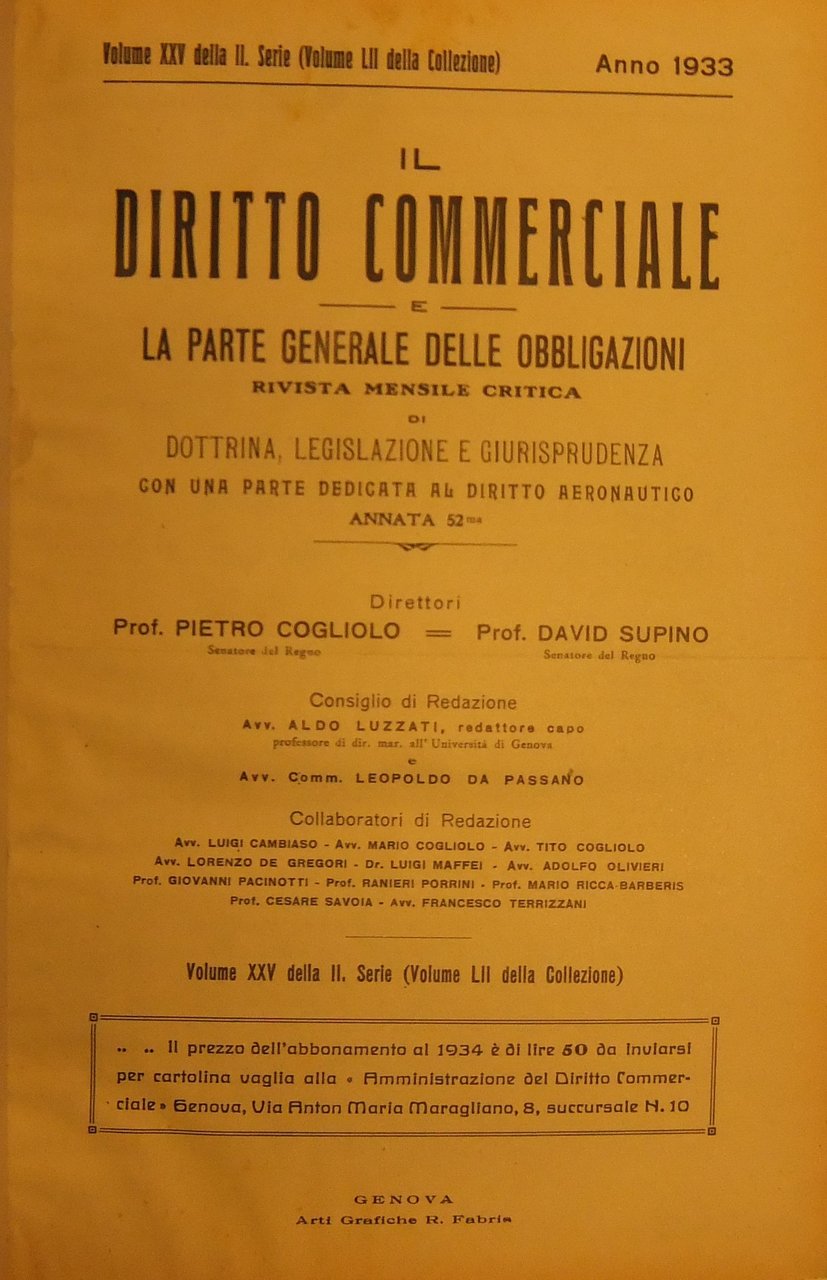 Volume XXV della II. Serie (Volume LII della Collezione) Anno 1933
IL
DIRITTO COMMERCIALE
E
LA PARTE GENERALE DELLE OBBLIGAZIONI
RIVISTA MENSILE CRITICA
DI
DOTTRINA, LEGISLAZIONE E GIURISPRUDENZA
CON UNA PARTE DEDICATA AL DIRITTO AERONAUTICO
ANNATA 52ma
Direttori
Prof. PIETRO COGLIOLO = Prof. DAVID SUPINO
Senatore del Regno Senatore del Regno
Consiglio di Redazione
Avv. ALDO LUZZATI, redattore capo
professore di dir. mar. all'Università di Genova
e
Avv. Comm. LEOPOLDO DA PASSANO
Collaboratori di Redazione
Avv. LUIGI CAMBIASO - Avv. MARIO COGLIOLO - Avv. TITO COGLIOLO
Avv. LORENZO DE GREGORI - Dr. LUIGI MAFFEI - Avv. ADOLFO OLIVIERI
Prof. GIOVANNI PACINOTTI - Prof. RANIERI PORRINI - Prof. MARIO RICCA-BARBERIS
Prof. CESARE SAVOIA - Avv. FRANCESCO TERRIZZANI
Volume XXV della II. Serie (Volume LII della Collezione)
.. .. Il prezzo dell'abbonamento al 1934 è di lire 50 da inviarsi
per cartolina vaglia alla « Amministrazione del Diritto Commer-
ciale » Genova, Via Anton Maria Maragliano, 8, succursale N. 10
GENOVA
Arti Grafiche R. Fabris